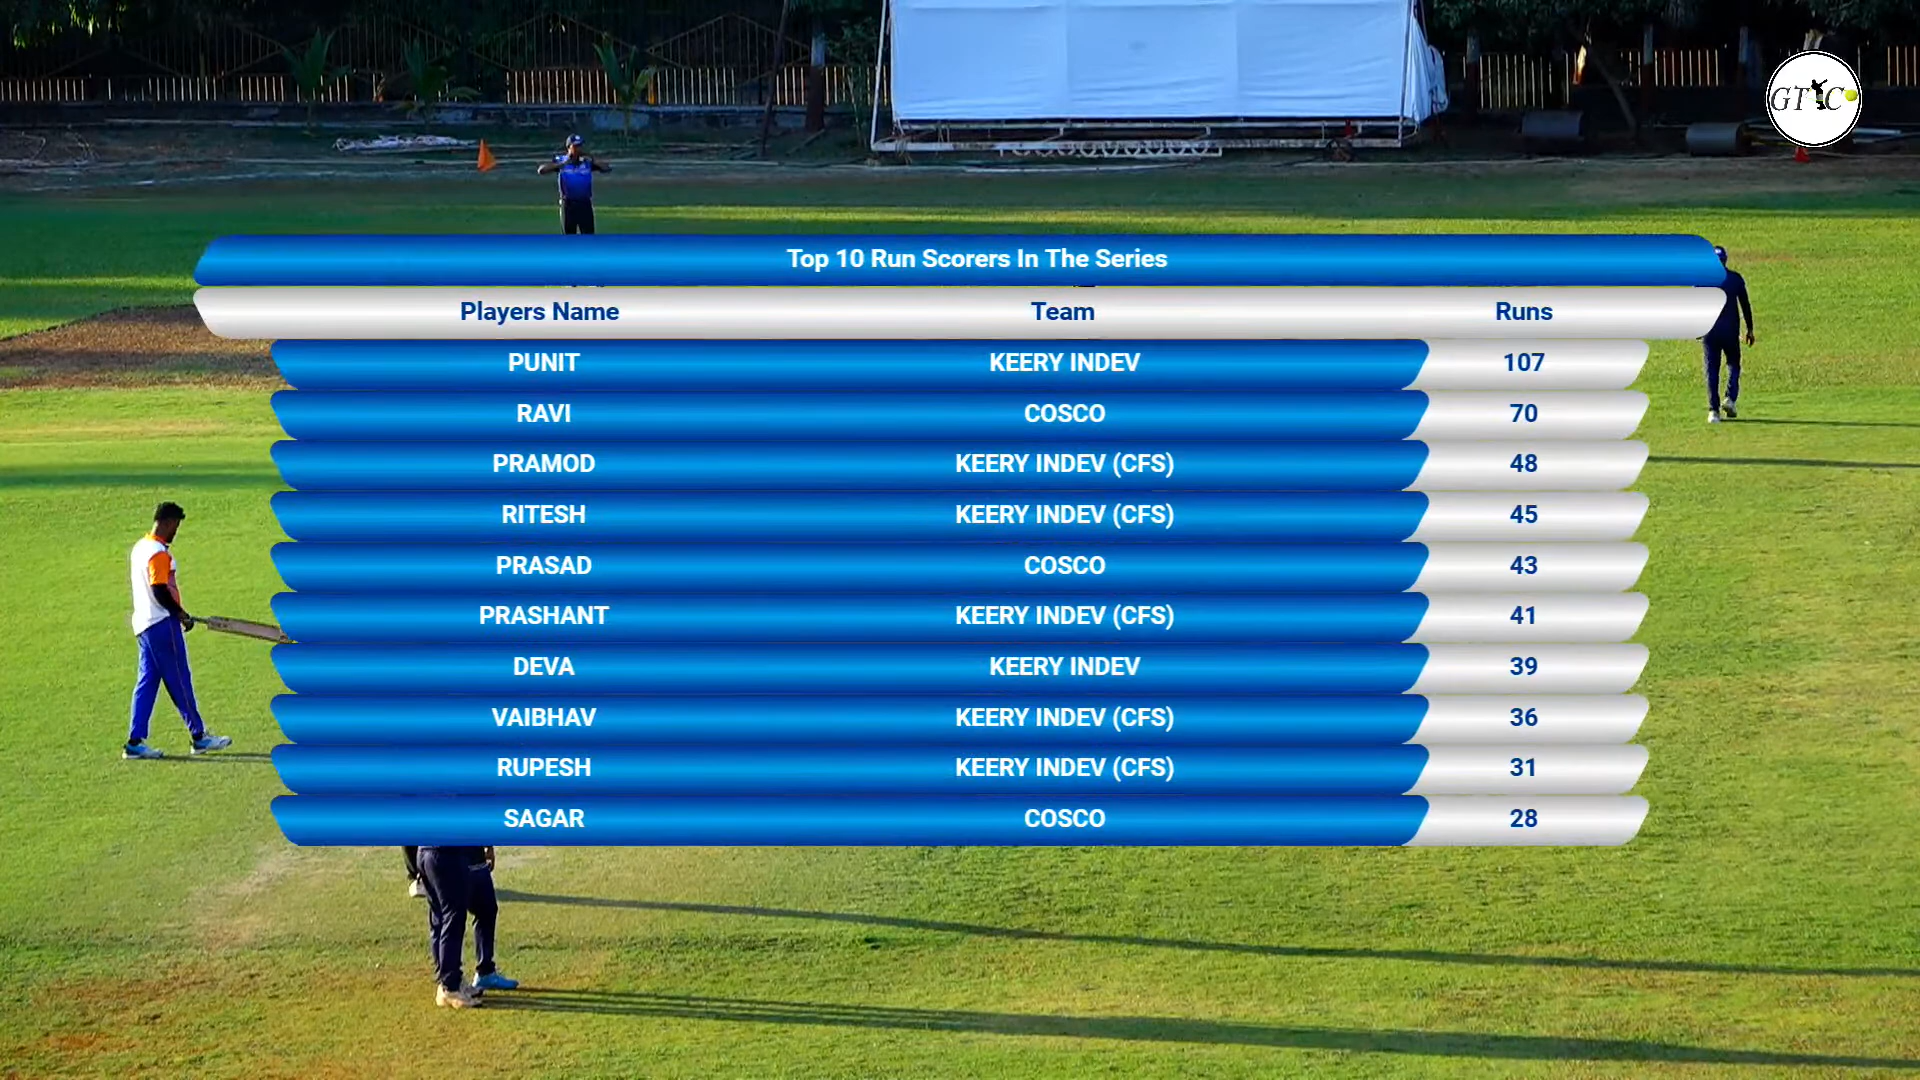 GTC
Top 10 Run Scorers In The Series
Players Name Team Runs
PUNIT KEERY INDEV 107
RAVI COSCO 70
PRAMOD KEERY INDEV (CFS) 48
RITESH KEERY INDEV (CFS) 45
PRASAD COSCO 43
PRASHANT KEERY INDEV (CFS) 41
DEVA KEERY INDEV 39
VAIBHAV KEERY INDEV (CFS) 36
RUPESH KEERY INDEV (CFS) 31
SAGAR COSCO 28